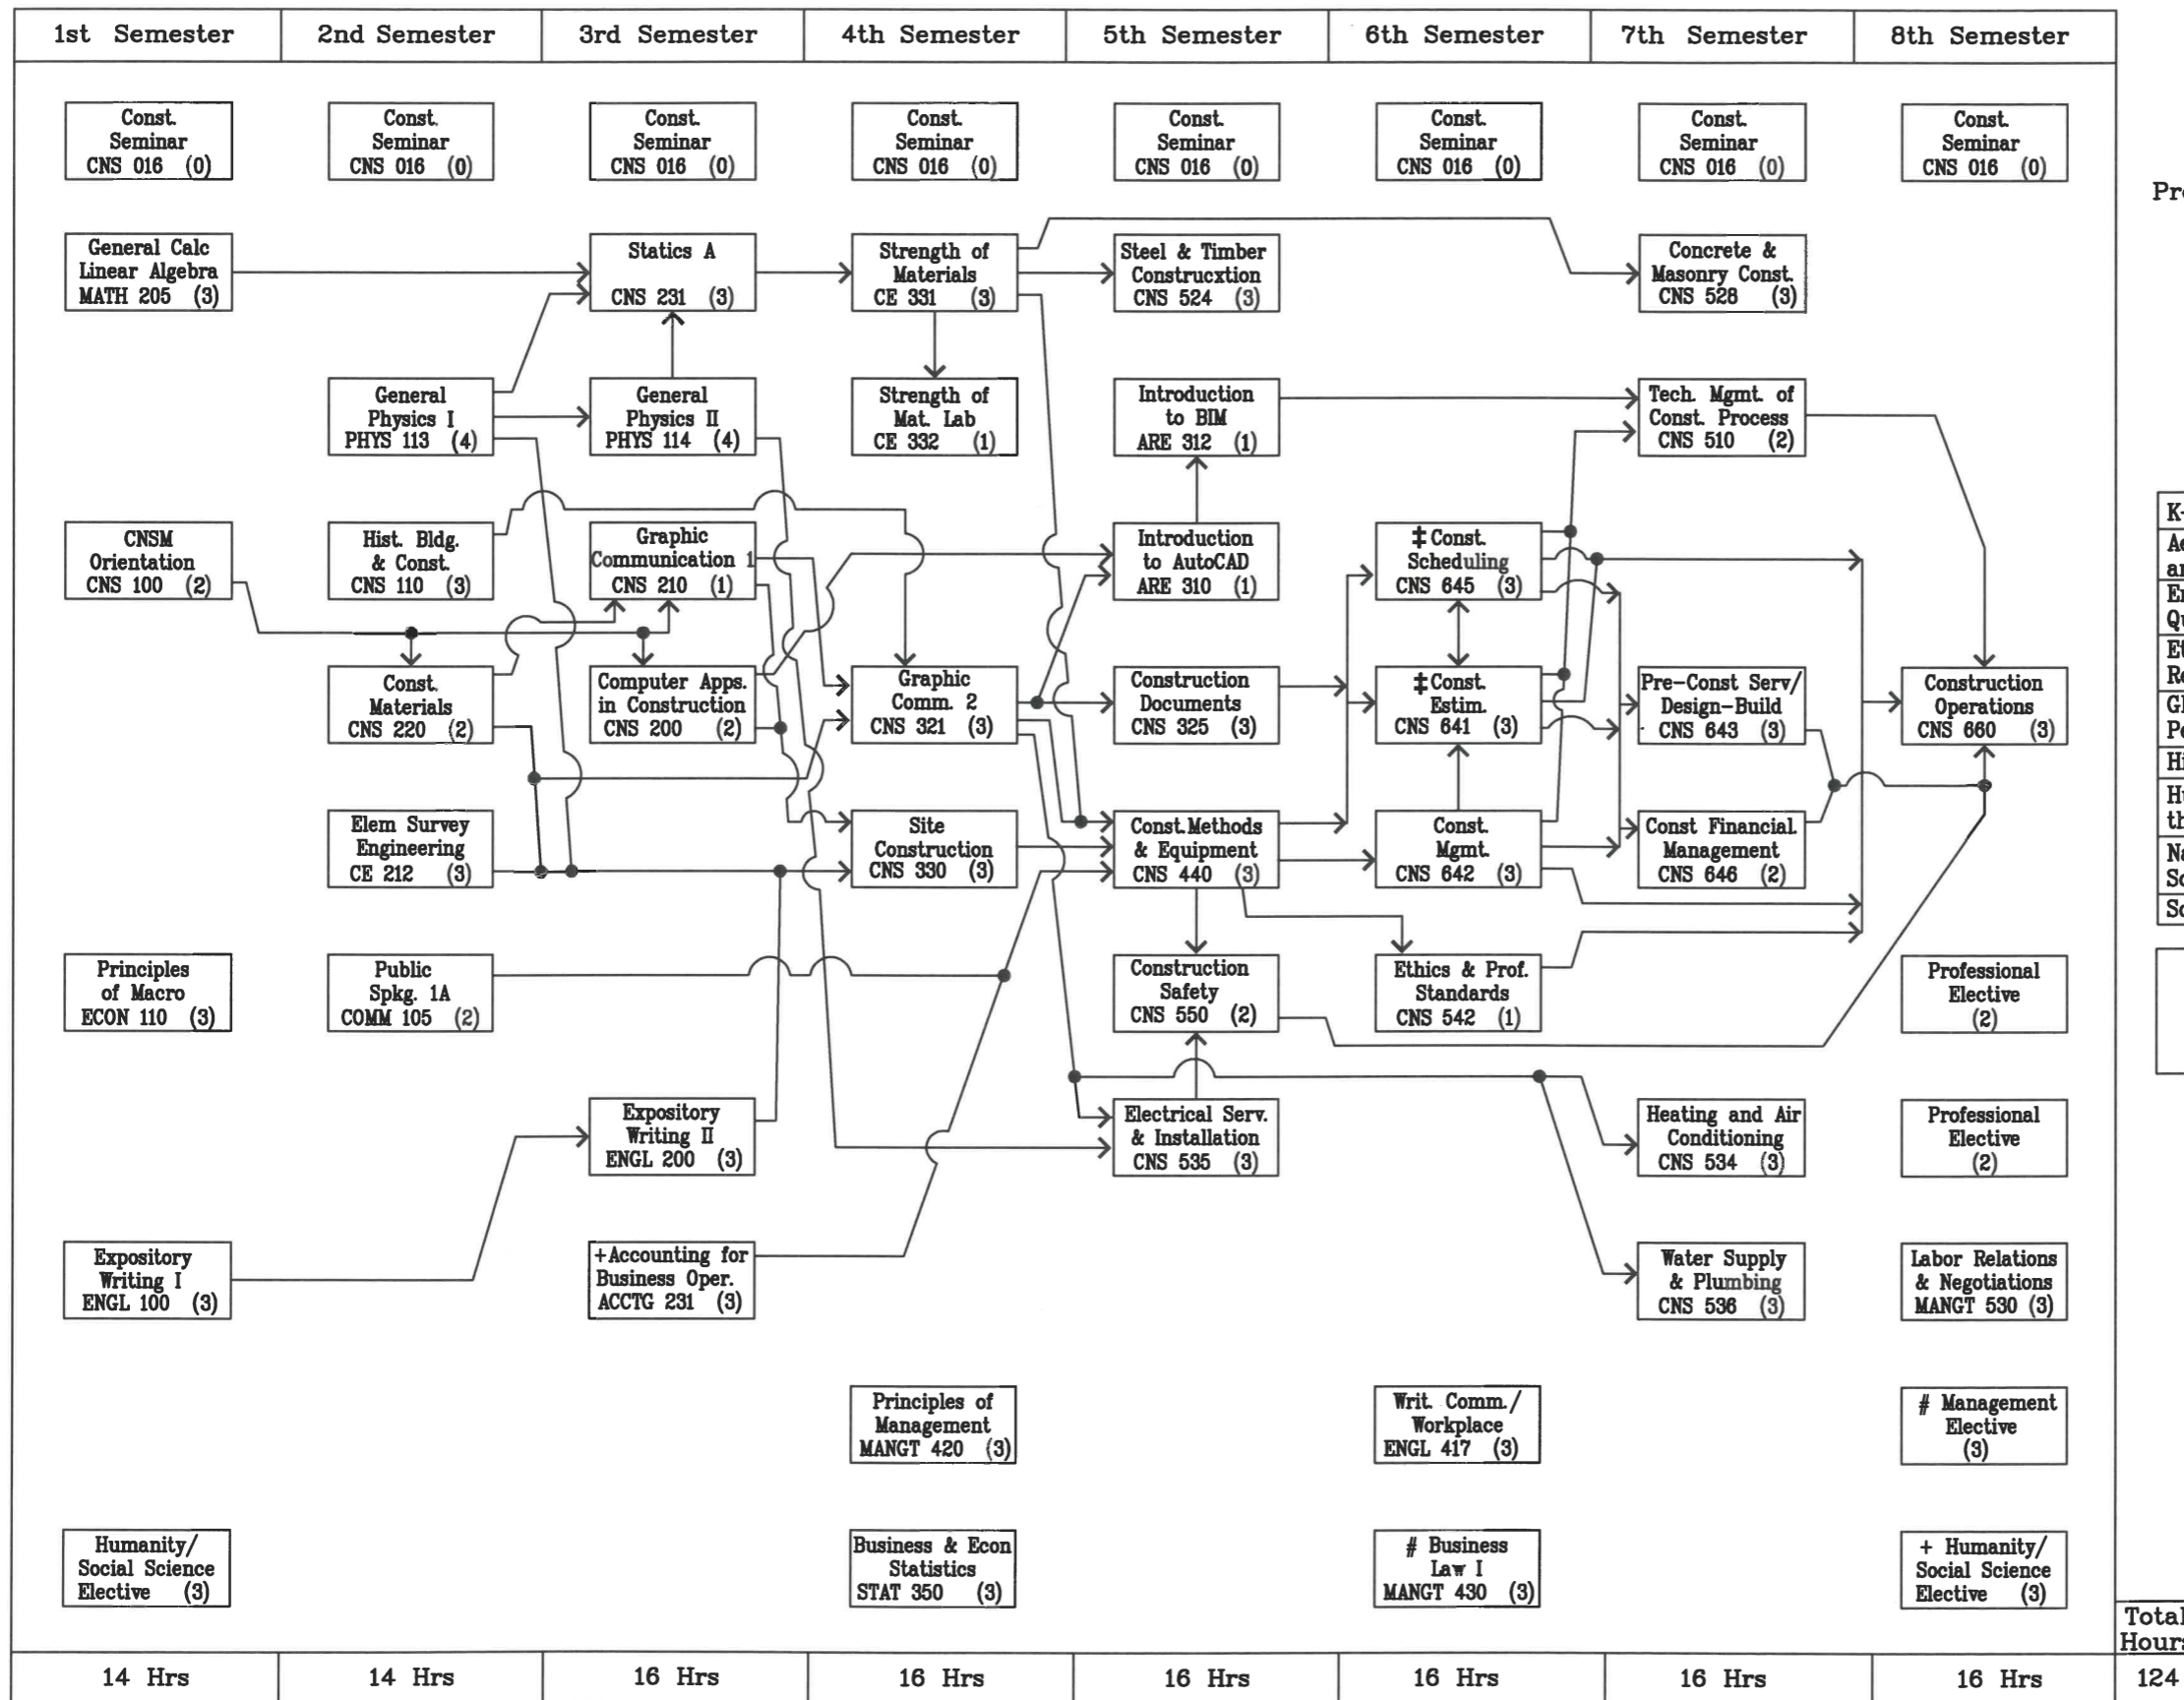 1st Semester
2nd Semester
3rd Semester
4th Semester
5th Semester
6th Semester
7th Semester
8th Semester
Const.
Seminar
CNS 016 (0)
Const.
Seminar
CNS 016 (0)
Const.
Seminar
CNS 016 (0)
Const.
Seminar
CNS 016 (0)
Const.
Seminar
CNS 016 (0)
Const.
Seminar
CNS 016 (0)
Const.
Seminar
CNS 016 (0)
Const.
Seminar
CNS 016 (0)
General Calc
Linear Algebra
MATH 205 (3)
Statics A
CNS 231 (3)
Strength of
Materials
CE 331 (3)
Steel & Timber
Construcxtion
CNS 524 (3)
Concrete &
Masonry Const.
CNS 528 (3)
General
Physics I
PHYS 113 (4)
General
Physics II
PHYS 114 (4)
Strength of
Mat. Lab
CE 332 (1)
Introduction
to BIM
ARE 312 (1)
Tech. Mgmt. of
Const. Process
CNS 510 (2)
CNSM
Orientation
CNS 100 (2)
Hist. Bldg.
& Const.
CNS 110 (3)
Graphic
Communication 1
CNS 210 (1)
Introduction
to AutoCAD
ARE 310 (1)
‡ Const.
Scheduling
CNS 645 (3)
Const.
Materials
CNS 220 (2)
Computer Apps.
in Construction
CNS 200 (2)
Graphic
Comm. 2
CNS 321 (3)
Construction
Documents
CNS 325 (3)
‡ Const.
Estim.
CNS 641 (3)
Pre-Const Serv/
Design-Build
CNS 643 (3)
Construction
Operations
CNS 660 (3)
Elem Survey
Engineering
CE 212 (3)
Site
Construction
CNS 330 (3)
Const.Methods
& Equipment
CNS 440 (3)
Const.
Mgmt.
CNS 642 (3)
Const Financial
Management
CNS 646 (2)
Principles
of Macro
ECON 110 (3)
Public
Spkg. 1A
COMM 105 (2)
Construction
Safety
CNS 550 (2)
Ethics & Prof.
Standards
CNS 542 (1)
Professional
Elective
(2)
Expository
Writing II
ENGL 200 (3)
Electrical Serv.
& Installation
CNS 535 (3)
Heating and Air
Conditioning
CNS 534 (3)
Professional
Elective
(2)
Expository
Writing I
ENGL 100 (3)
+Accounting for
Business Oper.
ACCTG 231 (3)
Water Supply
& Plumbing
CNS 536 (3)
Labor Relations
& Negotiations
MANGT 530 (3)
Principles of
Management
MANGT 420 (3)
Writ. Comm./
Workplace
ENGL 417 (3)
# Management
Elective
(3)
Humanity/
Social Science
Elective (3)
Business & Econ
Statistics
STAT 350 (3)
# Business
Law I
MANGT 430 (3)
+ Humanity/
Social Science
Elective (3)
14 Hrs
14 Hrs
16 Hrs
16 Hrs
16 Hrs
16 Hrs
16 Hrs
16 Hrs
Total
Hours
124